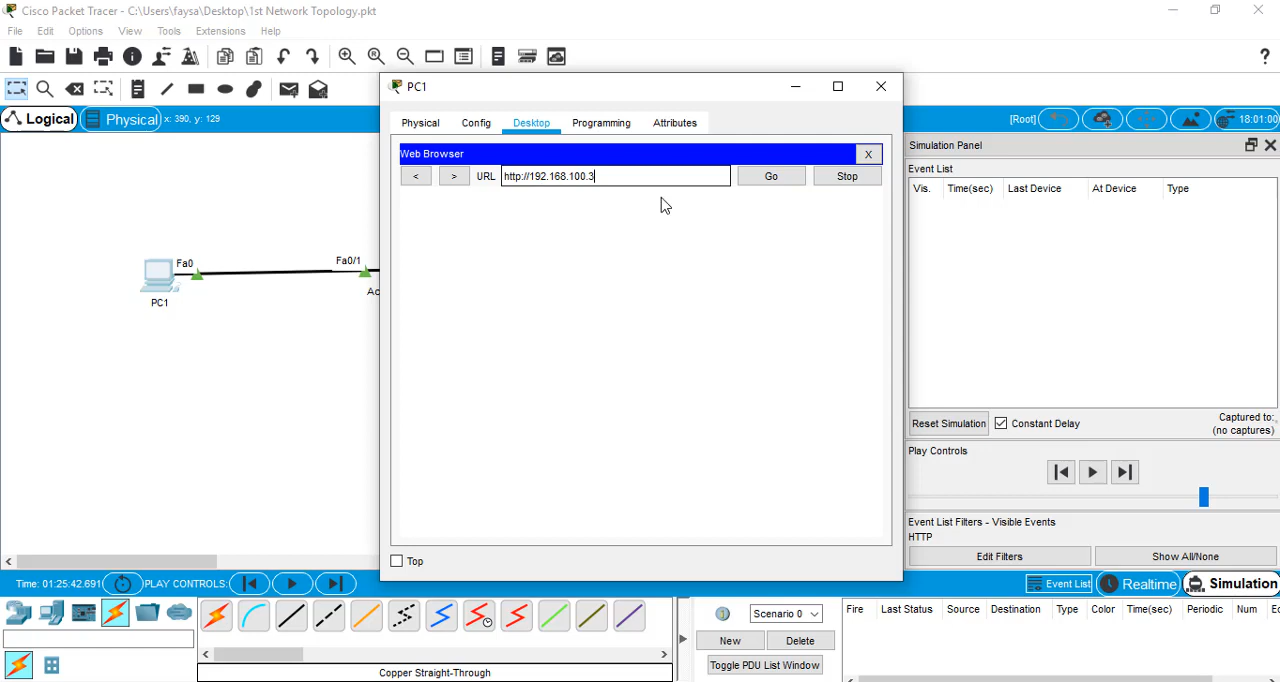 Cisco Packet Tracer - C:\Users\faysa\Desktop\1st Network Topology.pkt
File Edit Options View Tools Extensions Help
?
PC1
Logical Physical x: 390, y: 129
[Root] 18:01:00
Physical Config Desktop Programming Attributes
Simulation Panel
Web Browser X
< > URL http://192.168.100.3 Go Stop
Event List
Vis. Time(sec) Last Device At Device Type
Fa0 Fa0/1
PC1
Ac
Reset Simulation Constant Delay Captured to:
(no captures)
Play Controls
Event List Filters - Visible Events
HTTP
Edit Filters Show All/None
Top
Time: 01:25:42.691 PLAY CONTROLS: Event List Realtime Simulation
Scenario 0 Fire Last Status Source Destination Type Color Time(sec) Periodic Num
New Delete
Toggle PDU List Window
Copper Straight-Through